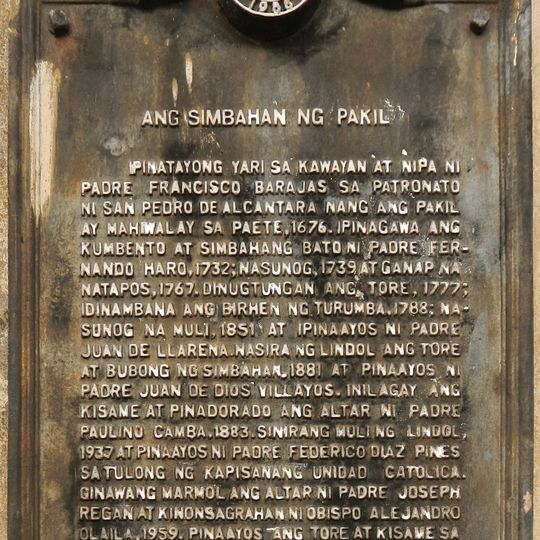 1986
ANG SIMBAHAN NG PAKIL
IPINATAYONG YARI SA KAWAYAN AT NIPA NI
PADRE FRANCISCO BARAJAS SA PATRONATO
NI SAN PEDRO DE ALCANTARA NANG ANG PAKIL
AY MAHIWALAY SA PAETE, 1676. IPINAGAWA ANG
KUMBENTO AT SIMBAHANG BATO NI PADRE FER-
NANDO HARO, 1732; NASUNOG, 1739 AT GANAP NA
NATAPOS, 1767. DINUGTUNGAN ANG TORE, 1777;
IDINAMBANA ANG BIRHEN NG TURUMBA, 1788; NA-
SUNOG NA MULI, 1851 AT IPINAAYOS NI PADRE
JUAN DE LLARENA. NASIRA NG LINDOL ANG TORE
AT BUBONG NG SIMBAHAN, 1881 AT PINAAYOS NI
PADRE JUAN DE DIOS VILLAYOS. INILAGAY ANG
KISAME AT PINADORADO ANG ALTAR NI PADRE
PAULINO CAMBA, 1883. SINIRANG MULI NG LINDOL,
1937 AT PINAAYOS NI PADRE FEDERICO DIAZ PINES
SA TULONG NG KAPISANANG UNIDAD CATOLICA.
GINAWANG MARMOL ANG ALTAR NI PADRE JOSEPH
REGAN AT KINONSAGRAHAN NI OBISPO ALEJANDRO
OLALIA, 1959. PINAAYOS ANG TORE AT KISAME SA